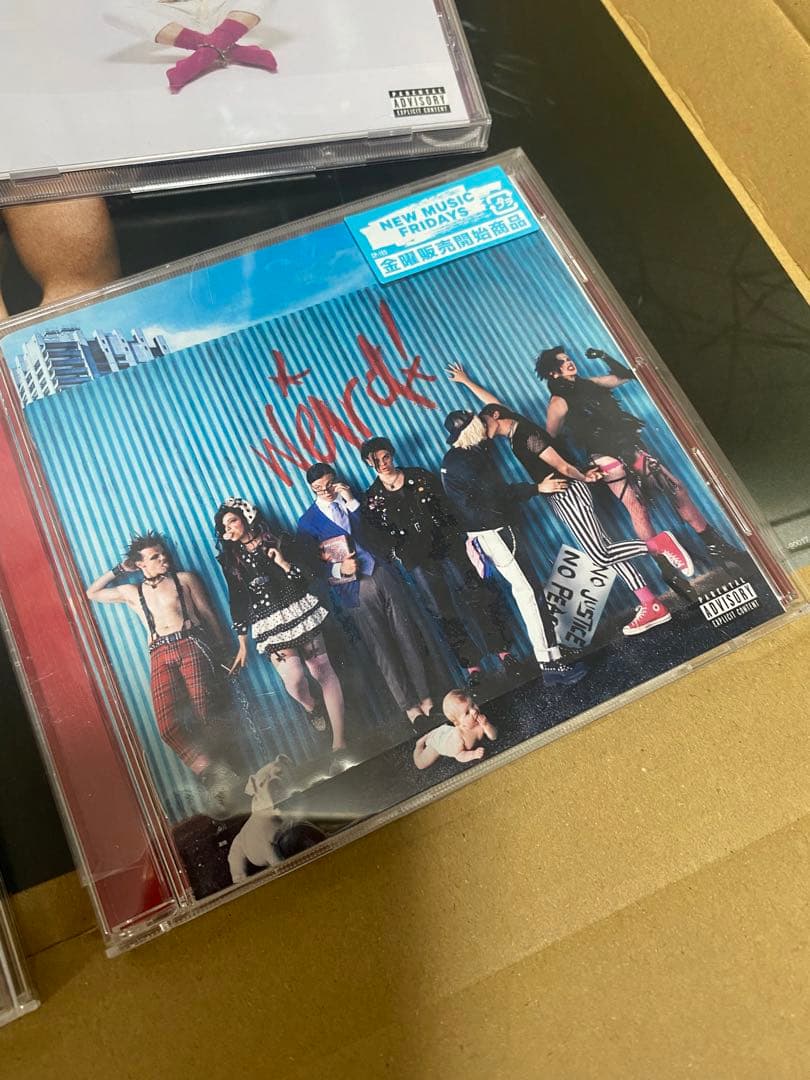 PARENTAL
ADVISORY
EXPLICIT CONTENT
NEW MUSIC
FRIDAYS
金曜販売開始商品
weird!
NO JUSTICE
NO PEA
PARENTAL
ADVISORY
EXPLICIT CONTENT